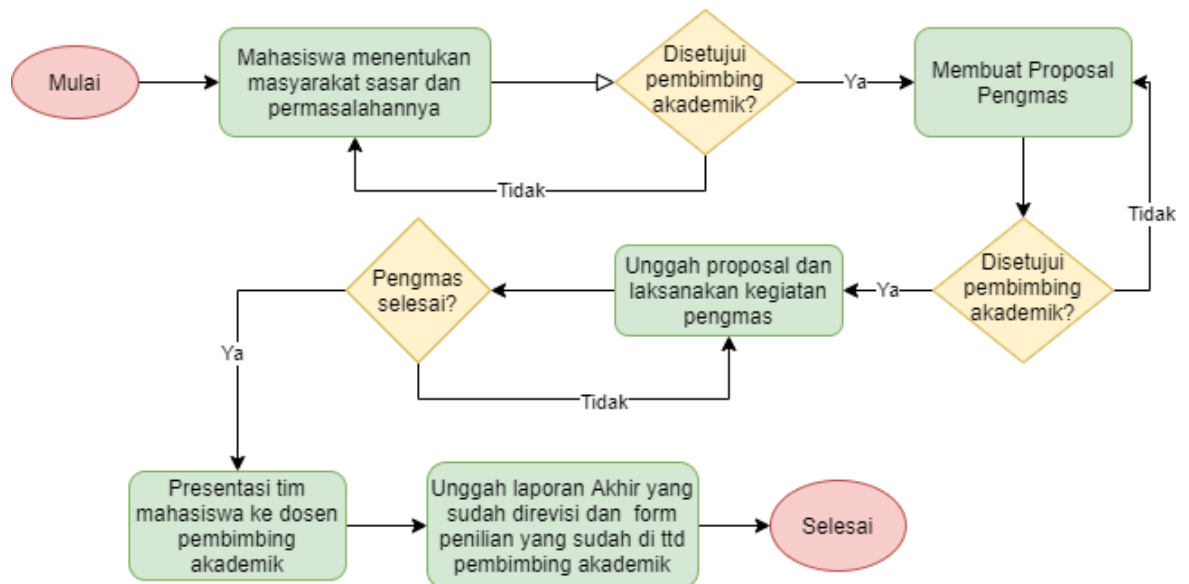 Mulai
Mahasiswa menentukan
masyarakat sasar dan
permasalahannya
Disetujui
pembimbing
akademik?
Ya
Membuat Proposal
Pengmas
Tidak
Tidak
Disetujui
pembimbing
akademik?
Ya
Unggah proposal dan
laksanakan kegiatan
pengmas
Pengmas
selesai?
Tidak
Ya
Presentasi tim
mahasiswa ke dosen
pembimbing
akademik
Unggah laporan Akhir yang
sudah direvisi dan form
penilian yang sudah di ttd
pembimbing akademik
Selesai